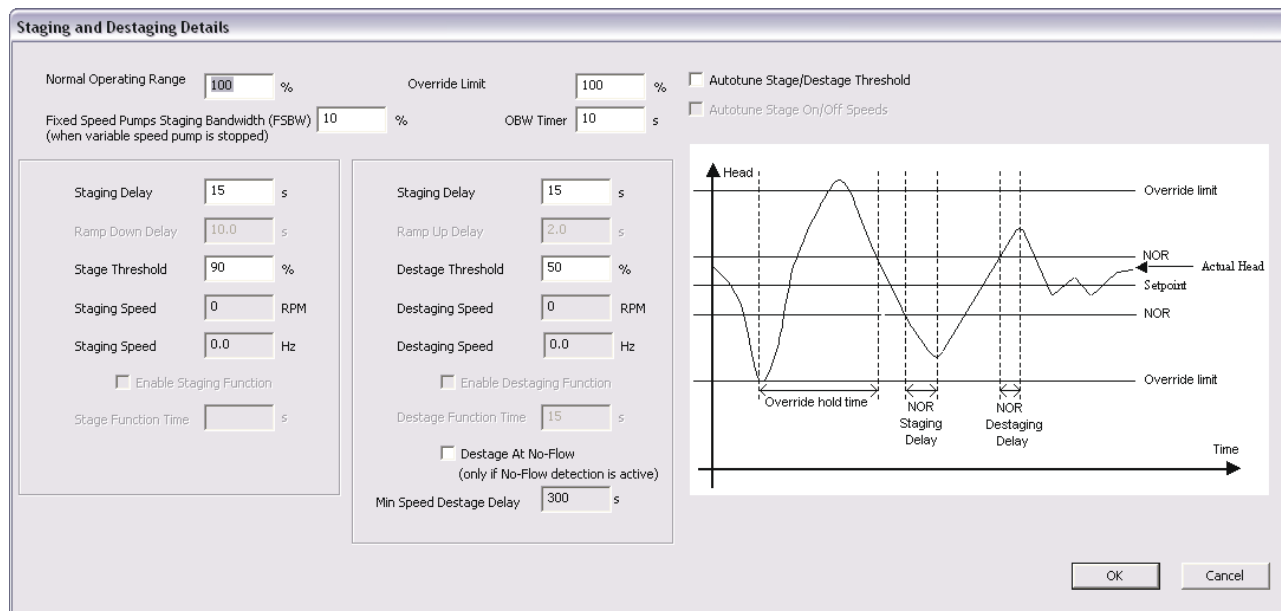 Staging and Destaging Details
Normal Operating Range 100 %
Override Limit 100 %
Autotune Stage/Destage Threshold
Autotune Stage On/Off Speeds
Fixed Speed Pumps Staging Bandwidth (FSBW) 10 %
(when variable speed pump is stopped)
OBW Timer 10 s
Staging Delay 15 s
Ramp Down Delay 10.0 s
Stage Threshold 90 %
Staging Speed 0 RPM
Staging Speed 0.0 Hz
Enable Staging Function
Stage Function Time s
Staging Delay 15 s
Ramp Up Delay 2.0 s
Destage Threshold 50 %
Destaging Speed 0 RPM
Destaging Speed 0.0 Hz
Enable Destaging Function
Destage Function Time 15 s
Destage At No-Flow
(only if No-Flow detection is active)
Min Speed Destage Delay 300 s
Head
Override limit
NOR
Actual Head
Setpoint
NOR
Override limit
Override hold time
NOR
Staging
Delay
NOR
Destaging
Delay
Time
OK
Cancel